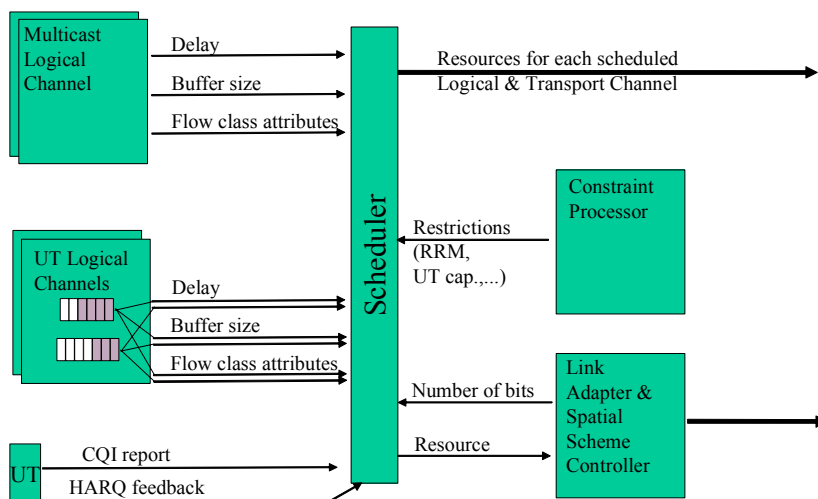 Multicast
Logical
Channel
Delay
Buffer size
Flow class attributes
Resources for each scheduled
Logical & Transport Channel
Scheduler
Constraint
Processor
Restrictions
(RRM,
UT cap.,...)
UT Logical
Channels
Delay
Buffer size
Flow class attributes
Number of bits
Resource
Link
Adapter &
Spatial
Scheme
Controller
UT
CQI report
HARQ feedback